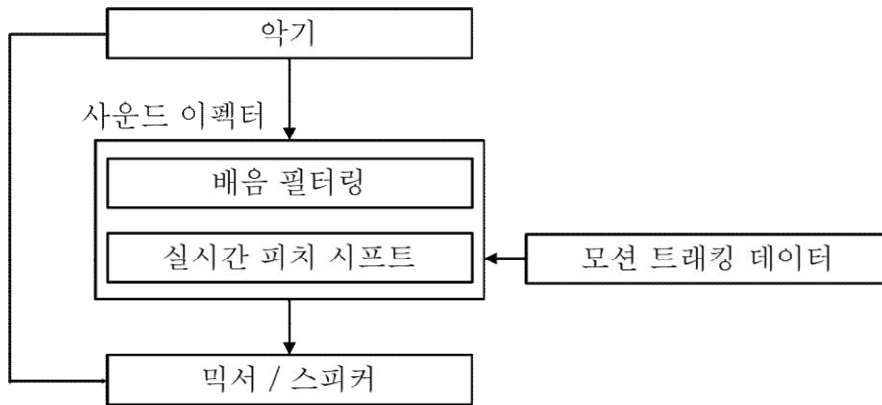 악기
사운드 이펙터
배음 필터링
실시간 피치 시프트
모션 트래킹 데이터
믹서 / 스피커